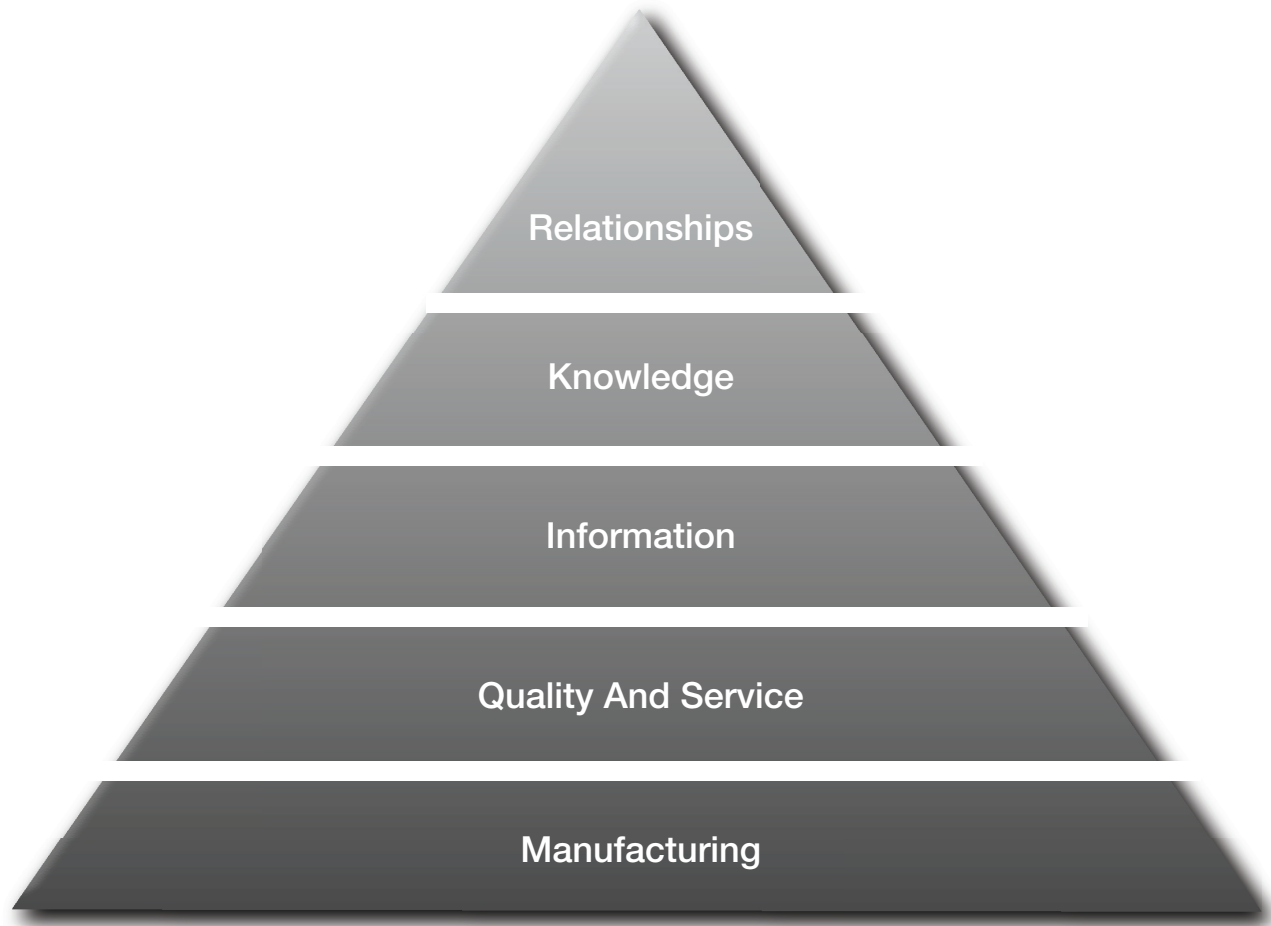 Relationships
Knowledge
Information
Quality And Service
Manufacturing